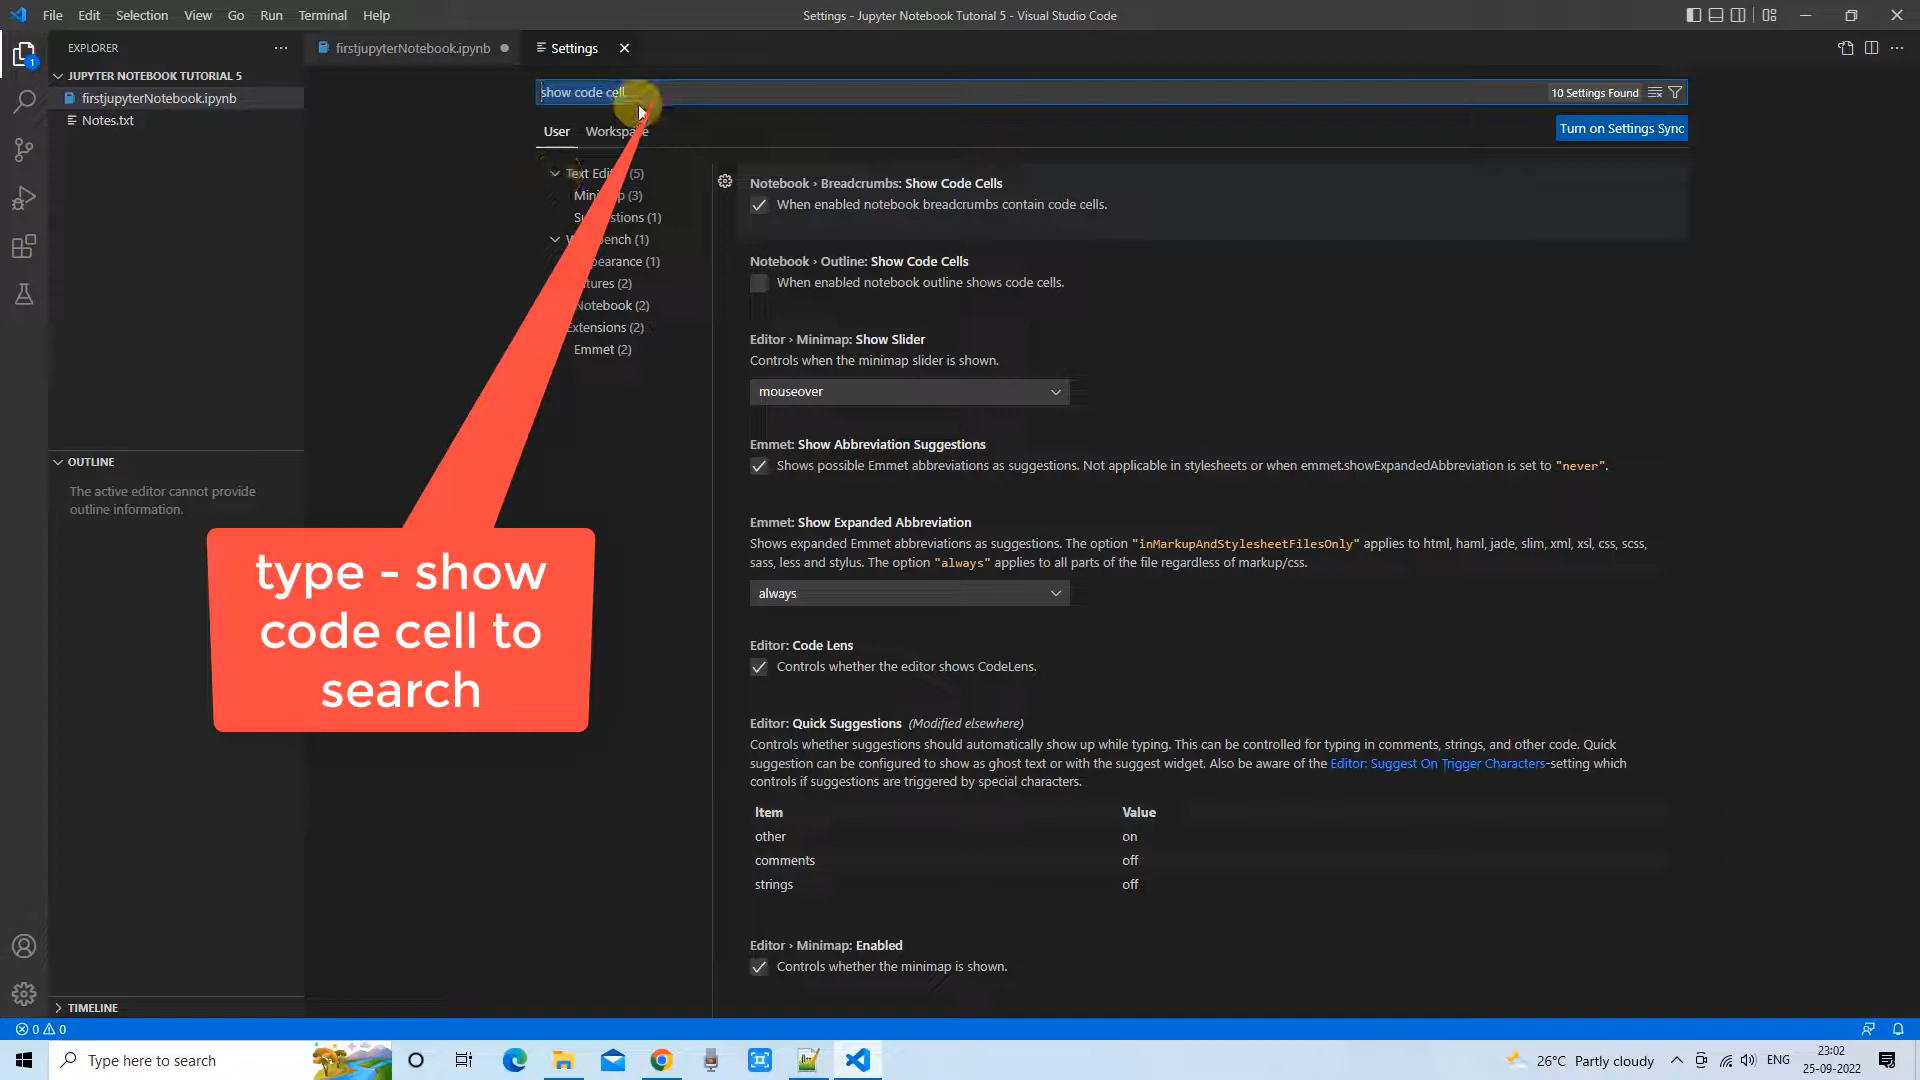 File Edit Selection View Go Run Terminal Help
Settings - Jupyter Notebook Tutorial 5 - Visual Studio Code
EXPLORER
JUPYTER NOTEBOOK TUTORIAL 5
firstjupyterNotebook.ipynb
Notes.txt
1
OUTLINE
The active editor cannot provide
outline information.
TIMELINE
firstjupyterNotebook.ipynb
Settings
show code cell
10 Settings Found
User Workspace
Turn on Settings Sync
Text (5)
(3)
(1)
(1)
(1)
(2)
Notebook (2)
Extensions (2)
Emmet (2)
type - show
code cell to
search
Notebook › Breadcrumbs: Show Code Cells
When enabled notebook breadcrumbs contain code cells.
Notebook › Outline: Show Code Cells
When enabled notebook outline shows code cells.
Editor › Minimap: Show Slider
Controls when the minimap slider is shown.
mouseover
Emmet: Show Abbreviation Suggestions
Shows possible Emmet abbreviations as suggestions. Not applicable in stylesheets or when emmet.showExpandedAbbreviation is set to "never".
Emmet: Show Expanded Abbreviation
Shows expanded Emmet abbreviations as suggestions. The option "inMarkupAndStylesheetFilesOnly" applies to html, haml, jade, slim, xml, xsl, css, scss,
sass, less and stylus. The option "always" applies to all parts of the file regardless of markup/css.
always
Editor: Code Lens
Controls whether the editor shows CodeLens.
Editor: Quick Suggestions (Modified elsewhere)
Controls whether suggestions should automatically show up while typing. This can be controlled for typing in comments, strings, and other code. Quick
suggestion can be configured to show as ghost text or with the suggest widget. Also be aware of the Editor: Suggest On Trigger Characters-setting which
controls if suggestions are triggered by special characters.
Item Value
other on
comments off
strings off
Editor › Minimap: Enabled
Controls whether the minimap is shown.
0 0
Type here to search
26°C Partly cloudy
ENG
23:02
25-09-2022